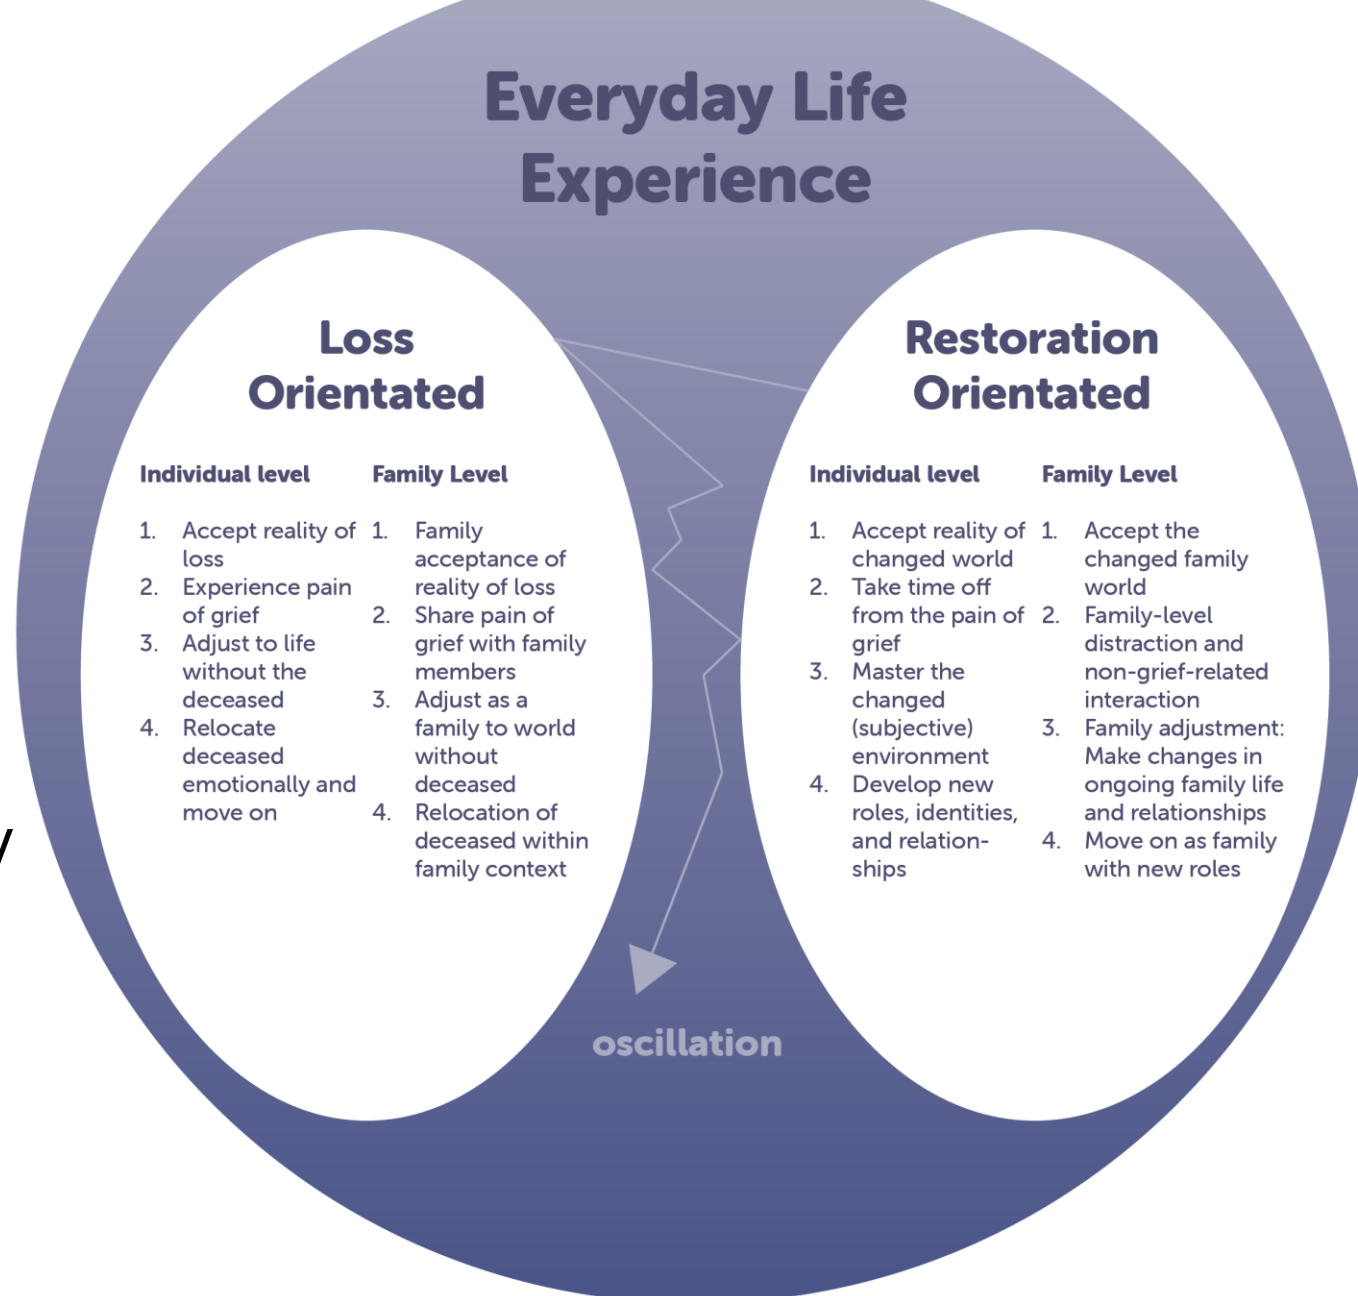 Everyday Life
Experience
Loss
Orientated
Individual level
1. Accept reality of
loss
2. Experience pain
of grief
3. Adjust to life
without the
deceased
4. Relocate
deceased
emotionally and
move on
Family Level
1. Family
acceptance of
reality of loss
2. Share pain of
grief with family
members
3. Adjust as a
family to world
without
deceased
4. Relocation of
deceased within
family context
Restoration
Orientated
Individual level
1. Accept reality of
changed world
2. Take time off
from the pain of
grief
3. Master the
changed
(subjective)
environment
4. Develop new
roles, identities,
and relation-
ships
Family Level
1. Accept the
changed family
world
2. Family-level
distraction and
non-grief-related
interaction
3. Family adjustment:
Make changes in
ongoing family life
and relationships
4. Move on as family
with new roles
oscillation